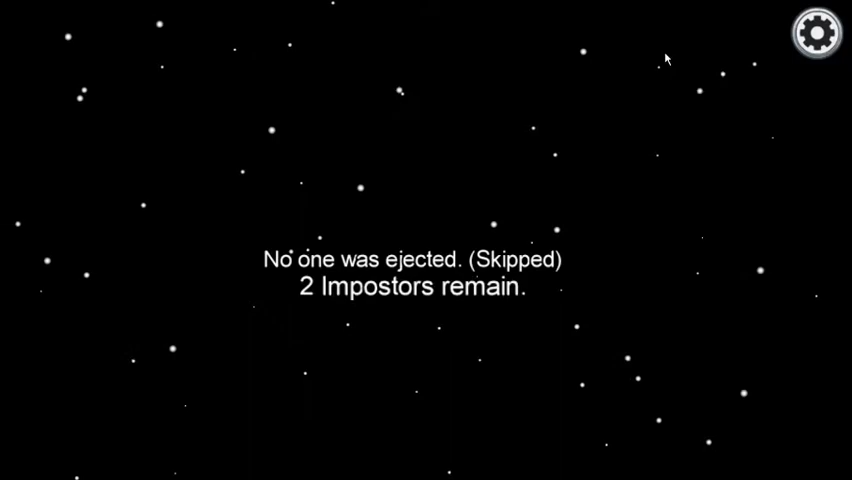 No one was ejected. (Skipped)
2 Impostors remain.